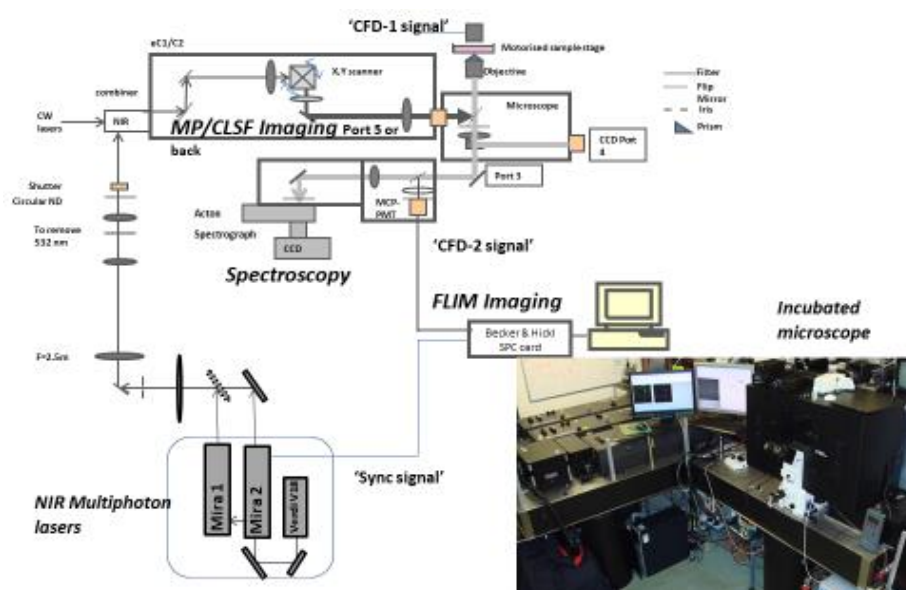 'CFD-1 signal'
Motorised sample stage
eC1/C2
X,Y scanner
Objective
Filter
Flip
Mirror
Iris
Prism
combiner
Microscope
CW
lasers
NIR
MP/CLSF Imaging Port 5 or
back
CCD Port
4
Port 3
Shutter
Circular ND
To remove
532 nm
MCP-
PMT
Acton
Spectrograph
CCD
'CFD-2 signal'
Spectroscopy
FLIM Imaging
Incubated
microscope
Becker & Hickl
SPC card
F=2.5m
'Sync signal'
NIR Multiphoton
lasers
Mira 1
Mira 2
Verdi V18